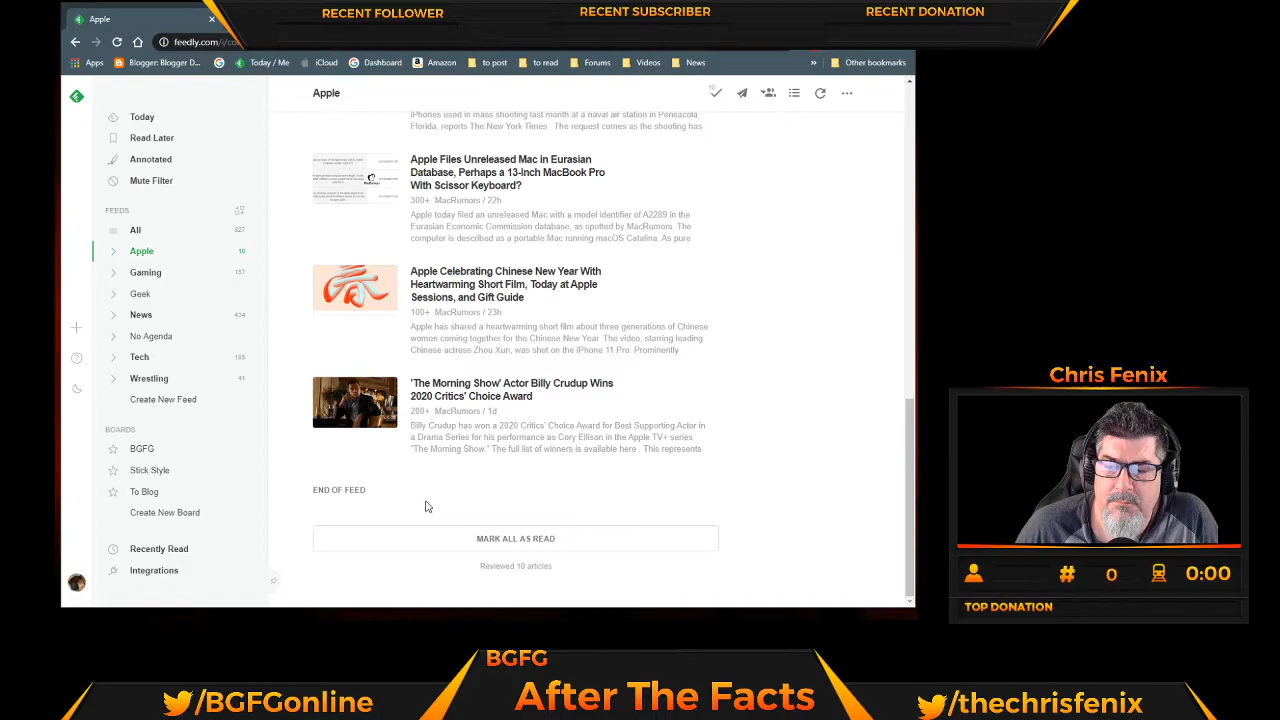 RECENT FOLLOWER
RECENT SUBSCRIBER
RECENT DONATION
Apple
feedly.com/i/co
Apps
Blogger: Blogger D...
Today / Me
iCloud
Dashboard
Amazon
to post
to read
Forums
Videos
News
»
Other bookmarks
Today
Read Later
Annotated
Mute Filter
FEEDS
All 827
Apple 10
Gaming 157
Geek
News 434
No Agenda
Tech 185
Wrestling 41
Create New Feed
BOARDS
BGFG
Stick Style
To Blog
Create New Board
Recently Read
Integrations
Apple
10
iPhones used in mass shooting last month at a naval air station in Pensacola,
Florida, reports The New York Times The request comes as the shooting has
Apple Files Unreleased Mac in Eurasian
Database, Perhaps a 13-Inch MacBook Pro
With Scissor Keyboard?
300+ MacRumors / 22h
Apple today filed an unreleased Mac with a model identifier of A2289 in the
Eurasian Economic Commission database, as spotted by MacRumors. The
computer is described as a portable Mac running macOS Catalina. As pure
春
Apple Celebrating Chinese New Year With
Heartwarming Short Film, Today at Apple
Sessions, and Gift Guide
100+ MacRumors / 23h
Apple has shared a heartwarming short film about three generations of Chinese
women coming together for the Chinese New Year The video, starring leading
Chinese actress Zhou Xun, was shot on the iPhone 11 Pro. Prominently
'The Morning Show' Actor Billy Crudup Wins
2020 Critics' Choice Award
200+ MacRumors / 1d
Billy Crudup has won a 2020 Critics' Choice Award for Best Supporting Actor in
a Drama Series for his performance as Cory Ellison in the Apple TV+ series
"The Morning Show." The full list of winners is available here . This represents
END OF FEED
MARK ALL AS READ
Reviewed 10 articles
Chris Fenix
# 0 0:00
TOP DONATION
/BGFGonline
BGFG
After The Facts
/thechrisfenix